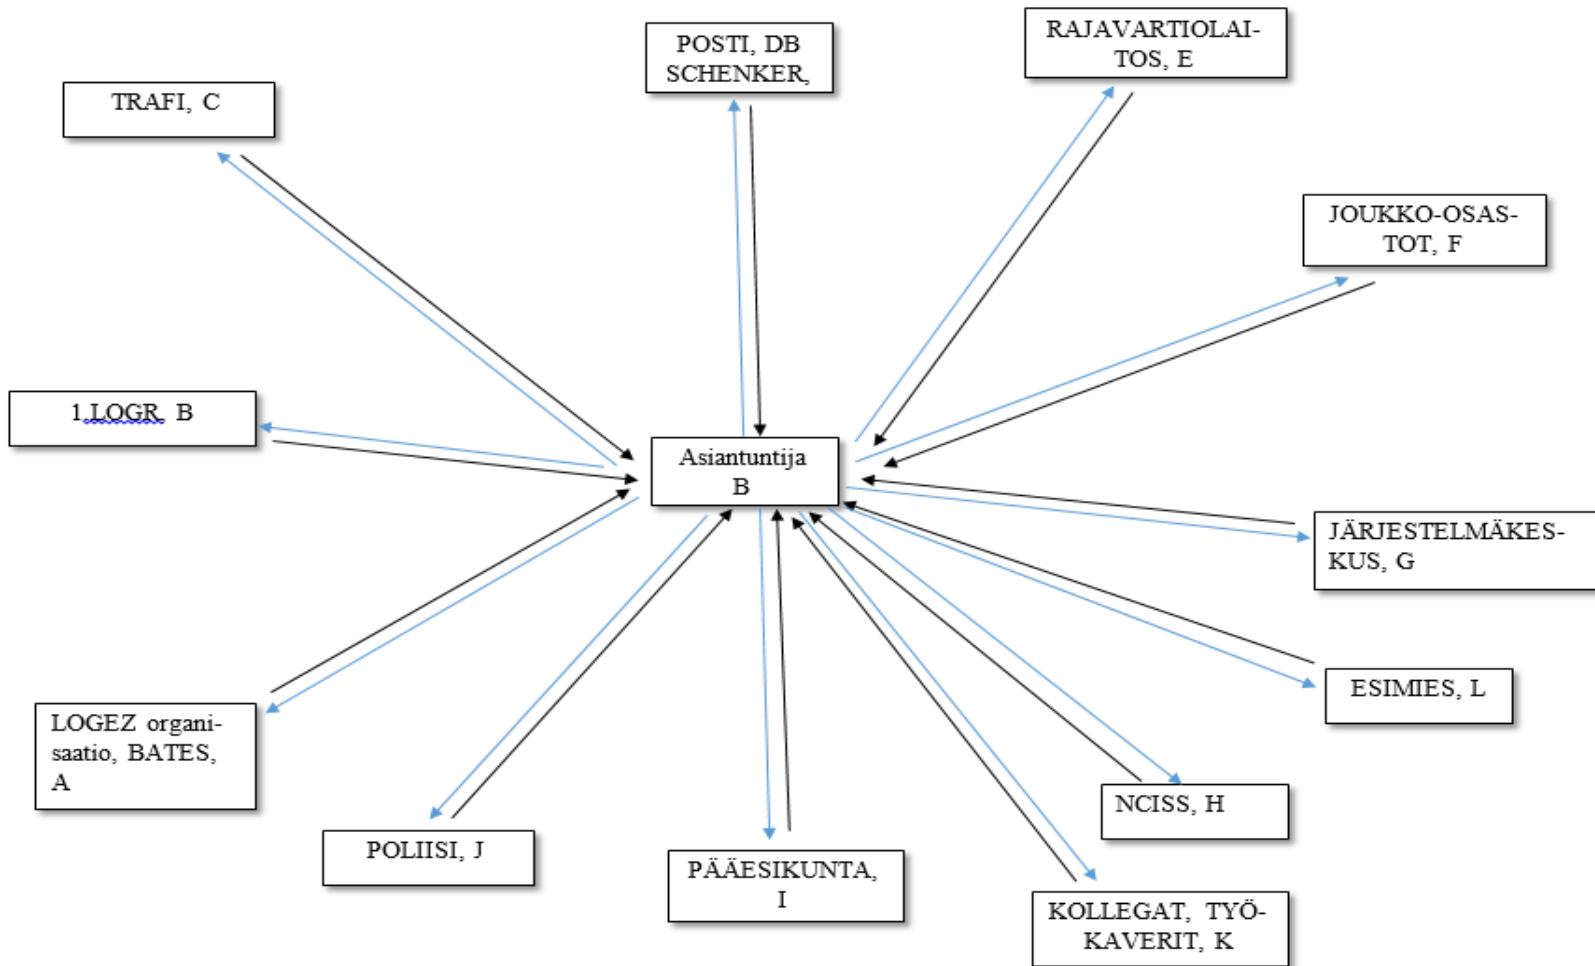 POSTI, DB
SCHENKER,
RAJAVARTIOLAI-
TOS, E
TRAFI, C
JOUKKO-OSAS-
TOT, F
1.LOGR, B
Asiantuntija
B
JÄRJESTELMÄKES-
KUS, G
ESIMIES, L
LOGEZ organi-
saatio, BATES,
A
NCISS, H
POLIISI, J
PÄÄESIKUNTA,
I
KOLLEGAT, TYÖ-
KAVERIT, K